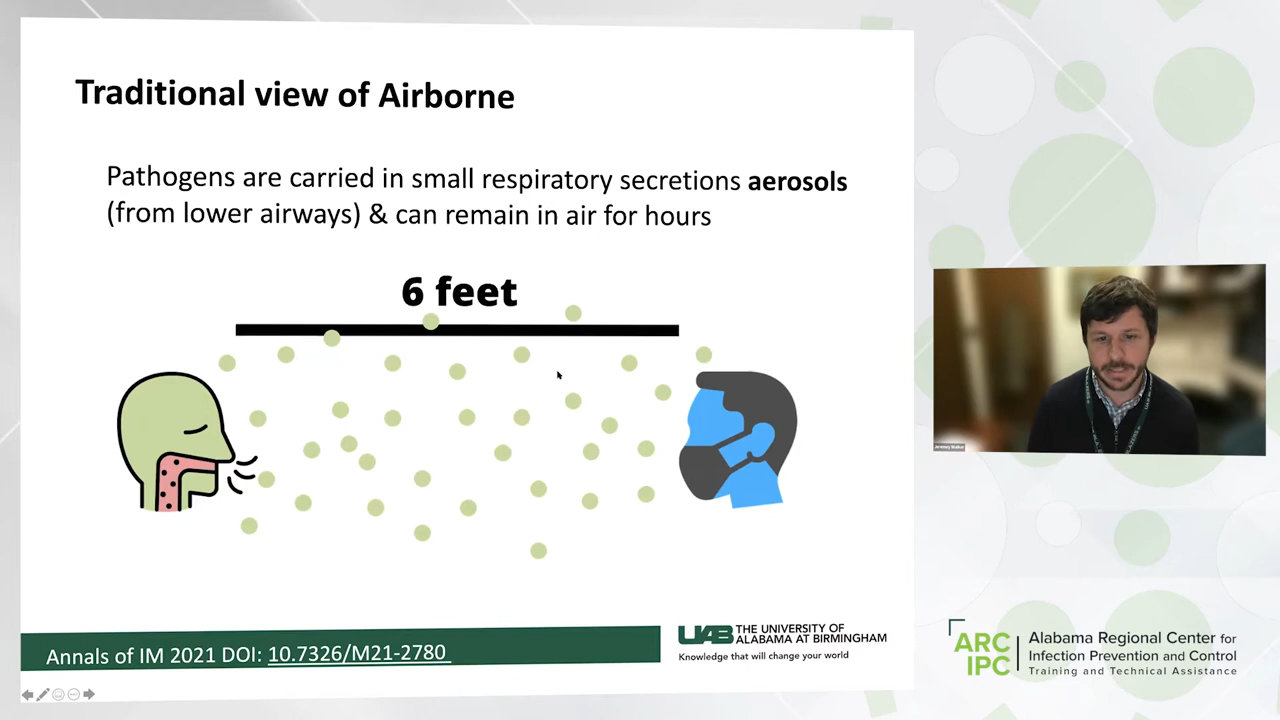 Traditional view of Airborne
Pathogens are carried in small respiratory secretions aerosols
(from lower airways) & can remain in air for hours
6 feet
Annals of IM 2021 DOI: 10.7326/M21-2780
UAB THE UNIVERSITY OF
ALABAMA AT BIRMINGHAM
Knowledge that will change your world
Jeremey Walker
ARC
IPC
Alabama Regional Center for
Infection Prevention and Control
Training and Technical Assistance